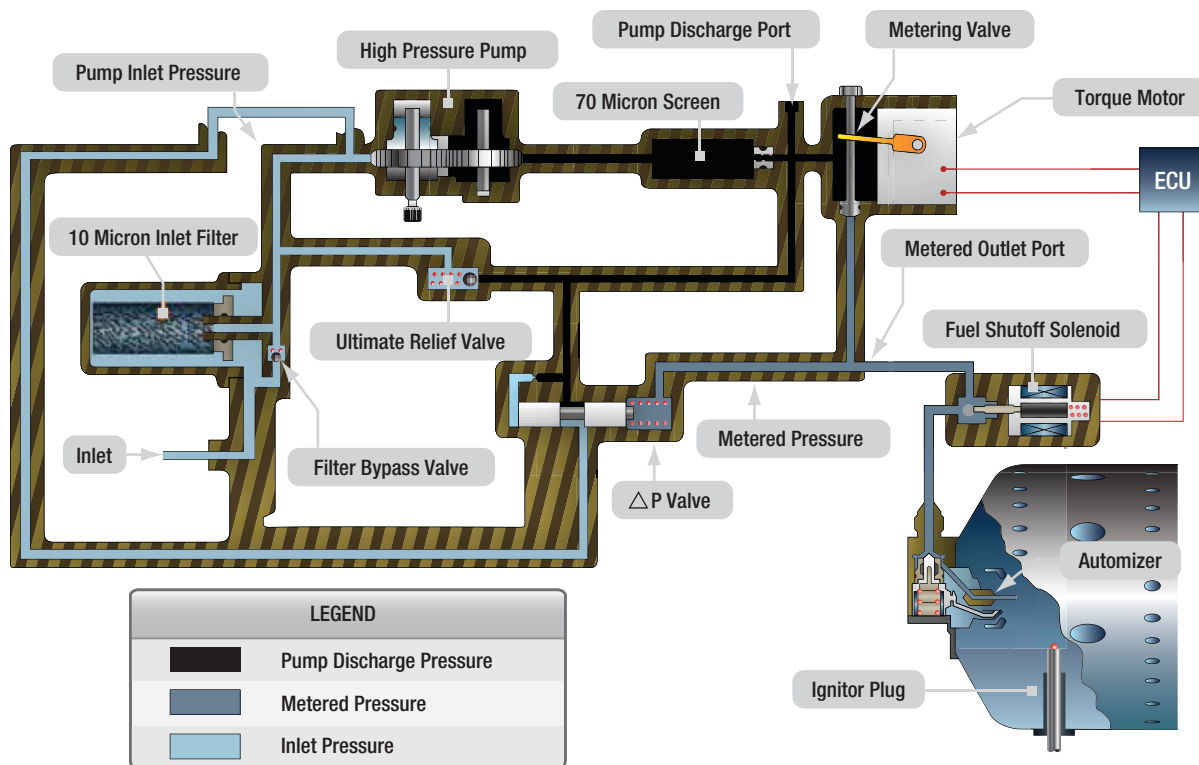 Pump Discharge Port
Metering Valve
High Pressure Pump
Pump Inlet Pressure
70 Micron Screen
Torque Motor
ECU
10 Micron Inlet Filter
Metered Outlet Port
Fuel Shutoff Solenoid
Ultimate Relief Valve
Metered Pressure
Inlet
Filter Bypass Valve
△P Valve
Automizer
LEGEND
Pump Discharge Pressure
Metered Pressure
Inlet Pressure
Ignitor Plug